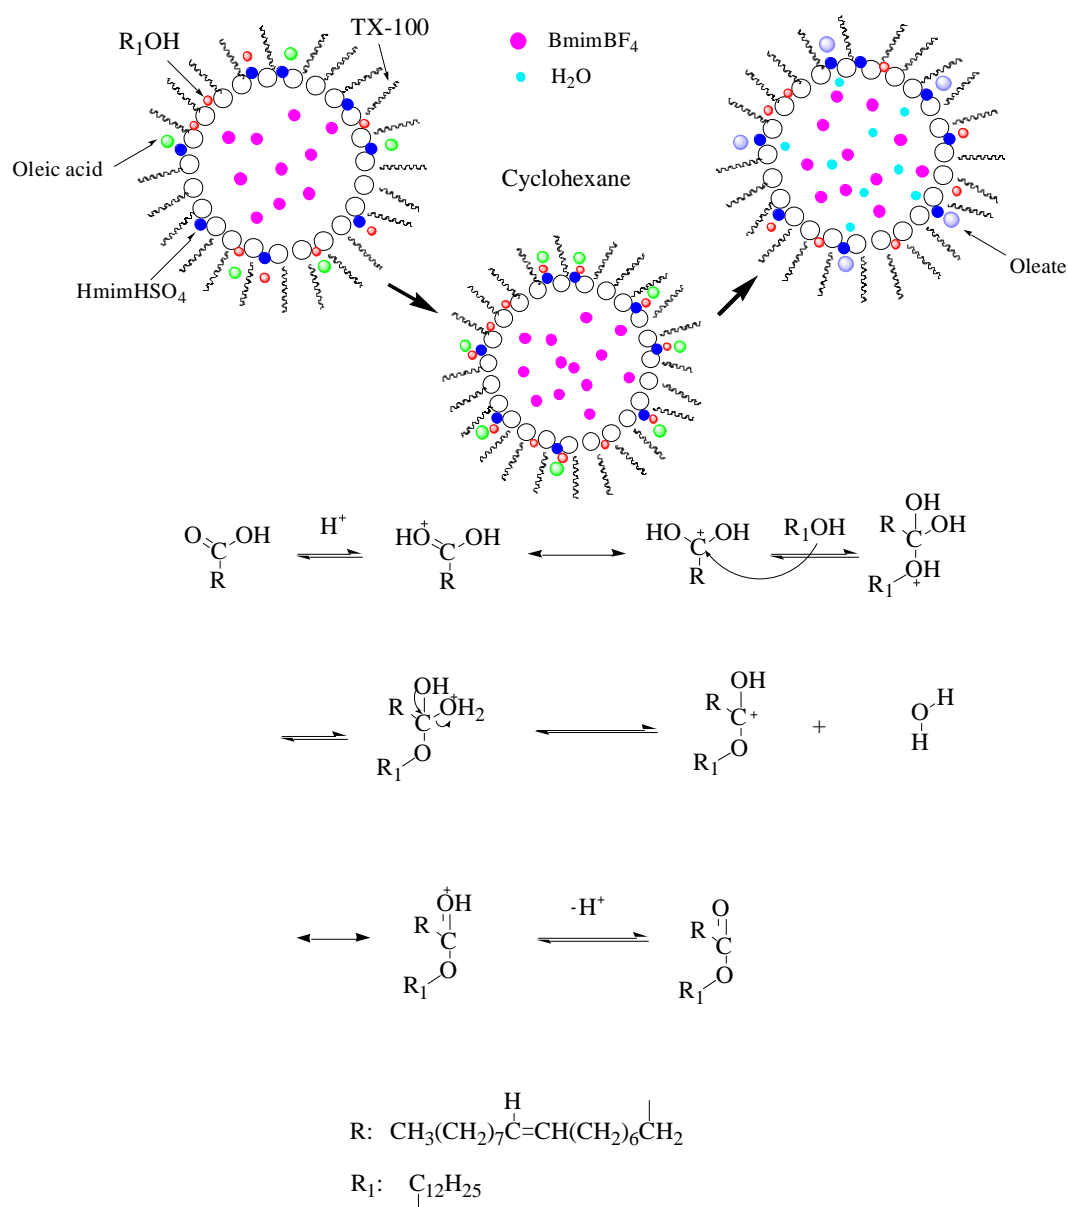 R₁OH
TX-100
BmimBF₄
H₂O
Oleic acid
Cyclohexane
HmimHSO₄
Oleate
O OH
C
R
H⁺
HO⁺ OH
C
R
HO C⁺ OH
R
R₁OH
OH
R OH
C
OH⁺
R₁
OH
R OH₂⁺
C
O
R₁
OH
R
C⁺
O
R₁
+
O H
H
OH⁺
R
C
O
R₁
-H⁺
O
R
C
O
R₁
H
R: CH₃(CH₂)₇C=CH(CH₂)₆CH₂
R₁: C₁₂H₂₅